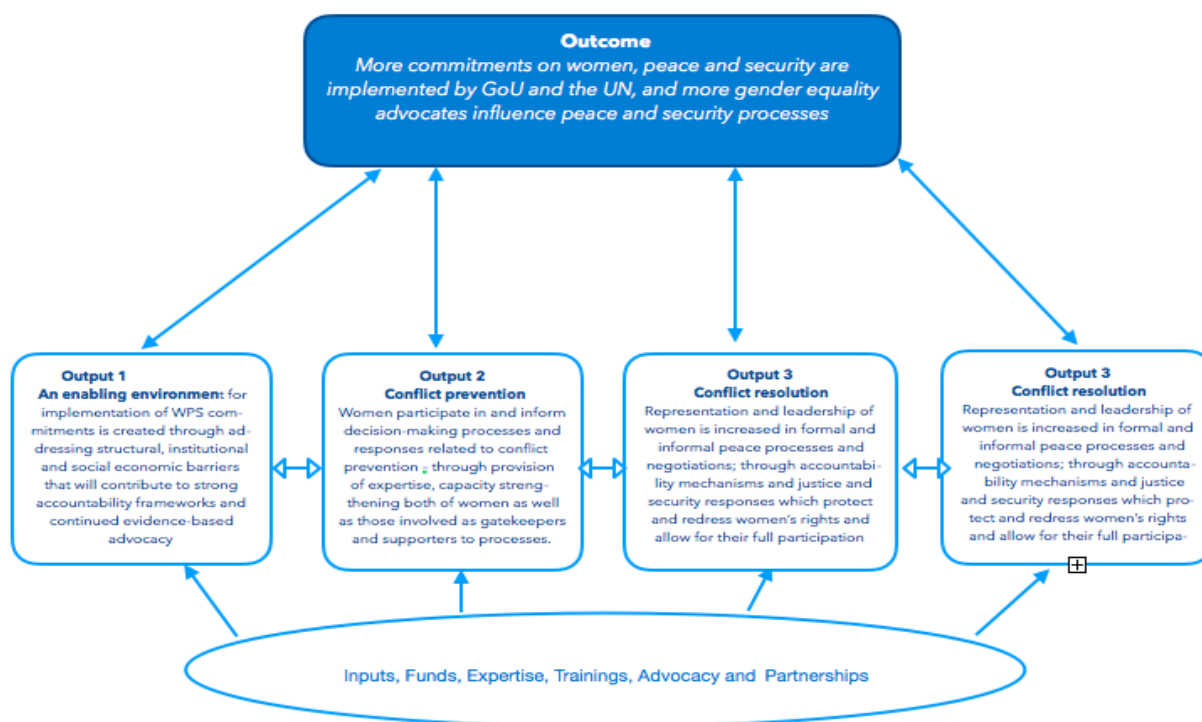 Outcome
More commitments on women, peace and security are
implemented by GoU and the UN, and more gender equality
advocates influence peace and security processes
Output 1
An enabling environment for
implementation of WPS com-
mitments is created through ad-
dressing structural, institutional
and social economic barriers
that will contribute to strong
accountability frameworks and
continued evidence-based
advocacy
Output 2
Conflict prevention
Women participate in and inform
decision-making processes and
responses related to conflict
prevention , through provision
of expertise, capacity streng-
thening both of women as well
as those involved as gatekeepers
and supporters to processes.
Output 3
Conflict resolution
Representation and leadership of
women is increased in formal and
informal peace processes and
negotiations; through accountabi-
lity mechanisms and justice and
security responses which protect
and redress women's rights and
allow for their full participation
Output 3
Conflict resolution
Representation and leadership of
women is increased in formal and
informal peace processes and
negotiations; through accounta-
bility mechanisms and justice
and security responses which pro-
tect and redress women's rights
and allow for their full participa-
Inputs, Funds, Expertise, Trainings, Advocacy and Partnerships